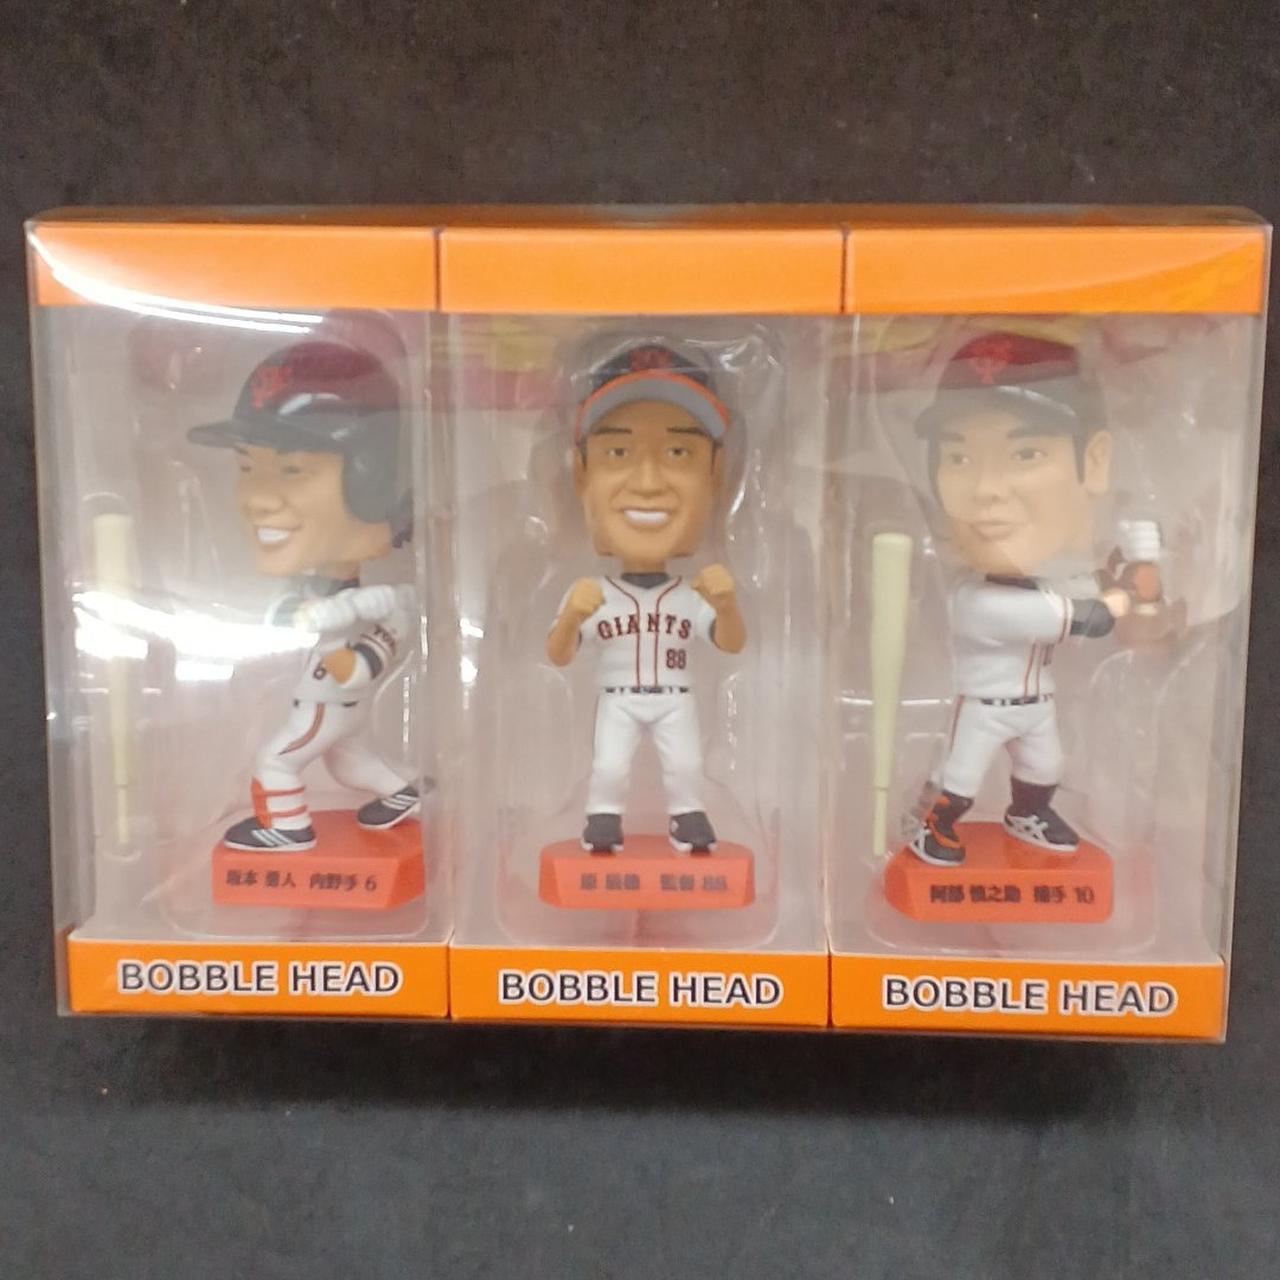 GIANTS
88
6
坂本 勇人 内野手 6
原 辰徳 監督 88
阿部 慎之助 捕手 10
BOBBLE HEAD
BOBBLE HEAD
BOBBLE HEAD